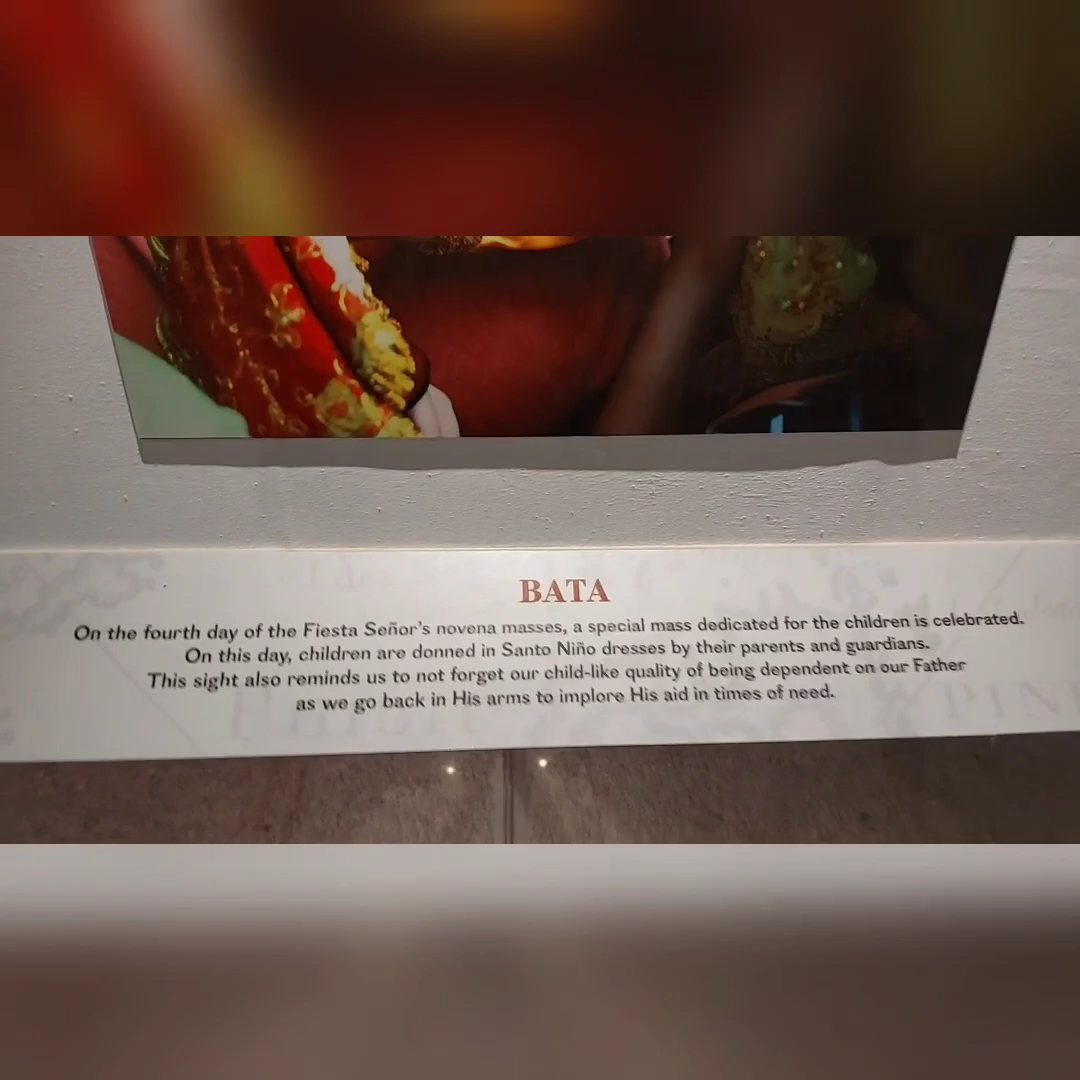 BATA
On the fourth day of the Fiesta Señor's novena masses, a special mass dedicated for the children is celebrated.
On this day, children are donned in Santo Niño dresses by their parents and guardians.
This sight also reminds us to not forget our child-like quality of being dependent on our Father
as we go back in His arms to implore His aid in times of need.